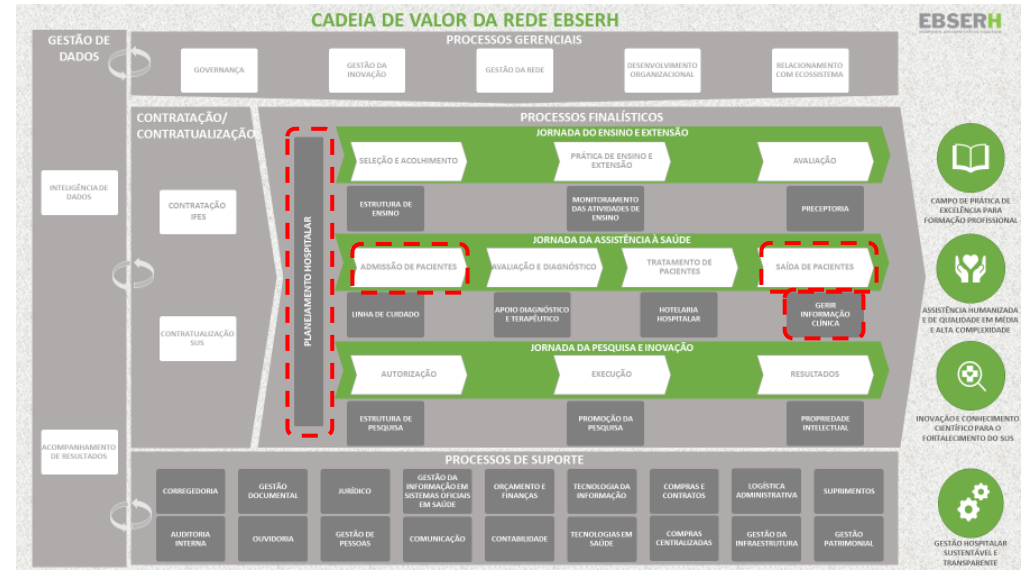 CADEIA DE VALOR DA REDE EBSERH
EBSERH
GESTÃO DE
DADOS
INTELIGÊNCIA DE
DADOS
ACOMPANHAMENTO
DE RESULTADOS
PROCESSOS GERENCIAIS
GOVERNANÇA
GESTÃO DA
INOVAÇÃO
GESTÃO DA REDE
DESENVOLVIMENTO
ORGANIZACIONAL
RELACIONAMENTO
COM ECOSSISTEMA
CONTRATAÇÃO/
CONTRATUALIZAÇÃO
CONTRATAÇÃO
IFES
CONTRATUALIZAÇÃO
SUS
PROCESSOS FINALÍSTICOS
PLANEJAMENTO HOSPITALAR
JORNADA DO ENSINO E EXTENSÃO
SELEÇÃO E ACOLHIMENTO
PRÁTICA DE ENSINO E
EXTENSÃO
AVALIAÇÃO
ESTRUTURA DE
ENSINO
MONITORAMENTO
DAS ATIVIDADES DE
ENSINO
PRECEPTORIA
JORNADA DA ASSISTÊNCIA À SAÚDE
ADMISSÃO DE PACIENTES
AVALIAÇÃO E DIAGNÓSTICO
TRATAMENTO DE
PACIENTES
SAÍDA DE PACIENTES
LINHA DE CUIDADO
APOIO DIAGNÓSTICO
E TERAPÊUTICO
HOTELARIA
HOSPITALAR
GERIR
INFORMAÇÃO
CLÍNICA
JORNADA DA PESQUISA E INOVAÇÃO
AUTORIZAÇÃO
EXECUÇÃO
RESULTADOS
ESTRUTURA DE
PESQUISA
PROMOÇÃO DA
PESQUISA
PROPRIEDADE
INTELECTUAL
PROCESSOS DE SUPORTE
CORREGEDORIA
GESTÃO
DOCUMENTAL
JURÍDICO
GESTÃO DA
INFORMAÇÃO EM
SISTEMAS OFICIAIS
EM SAÚDE
ORÇAMENTO E
FINANÇAS
TECNOLOGIA DA
INFORMAÇÃO
COMPRAS E
CONTRATOS
LOGÍSTICA
ADMINISTRATIVA
SUPRIMENTOS
AUDITORIA
INTERNA
OUVIDORIA
GESTÃO DE
PESSOAS
COMUNICAÇÃO
CONTABILIDADE
TECNOLOGIAS EM
SAÚDE
COMPRAS
CENTRALIZADAS
GESTÃO DA
INFRAESTRUTURA
GESTÃO
PATRIMONIAL
CAMPO DE PRÁTICA DE
EXCELÊNCIA PARA
FORMAÇÃO PROFISSIONAL
ASSISTÊNCIA HUMANIZADA
E DE QUALIDADE EM MÉDIA
E ALTA COMPLEXIDADE
INOVAÇÃO E CONHECIMENTO
CIENTÍFICO PARA O
FORTALECIMENTO DO SUS
GESTÃO HOSPITALAR
SUSTENTÁVEL E
TRANSPARENTE